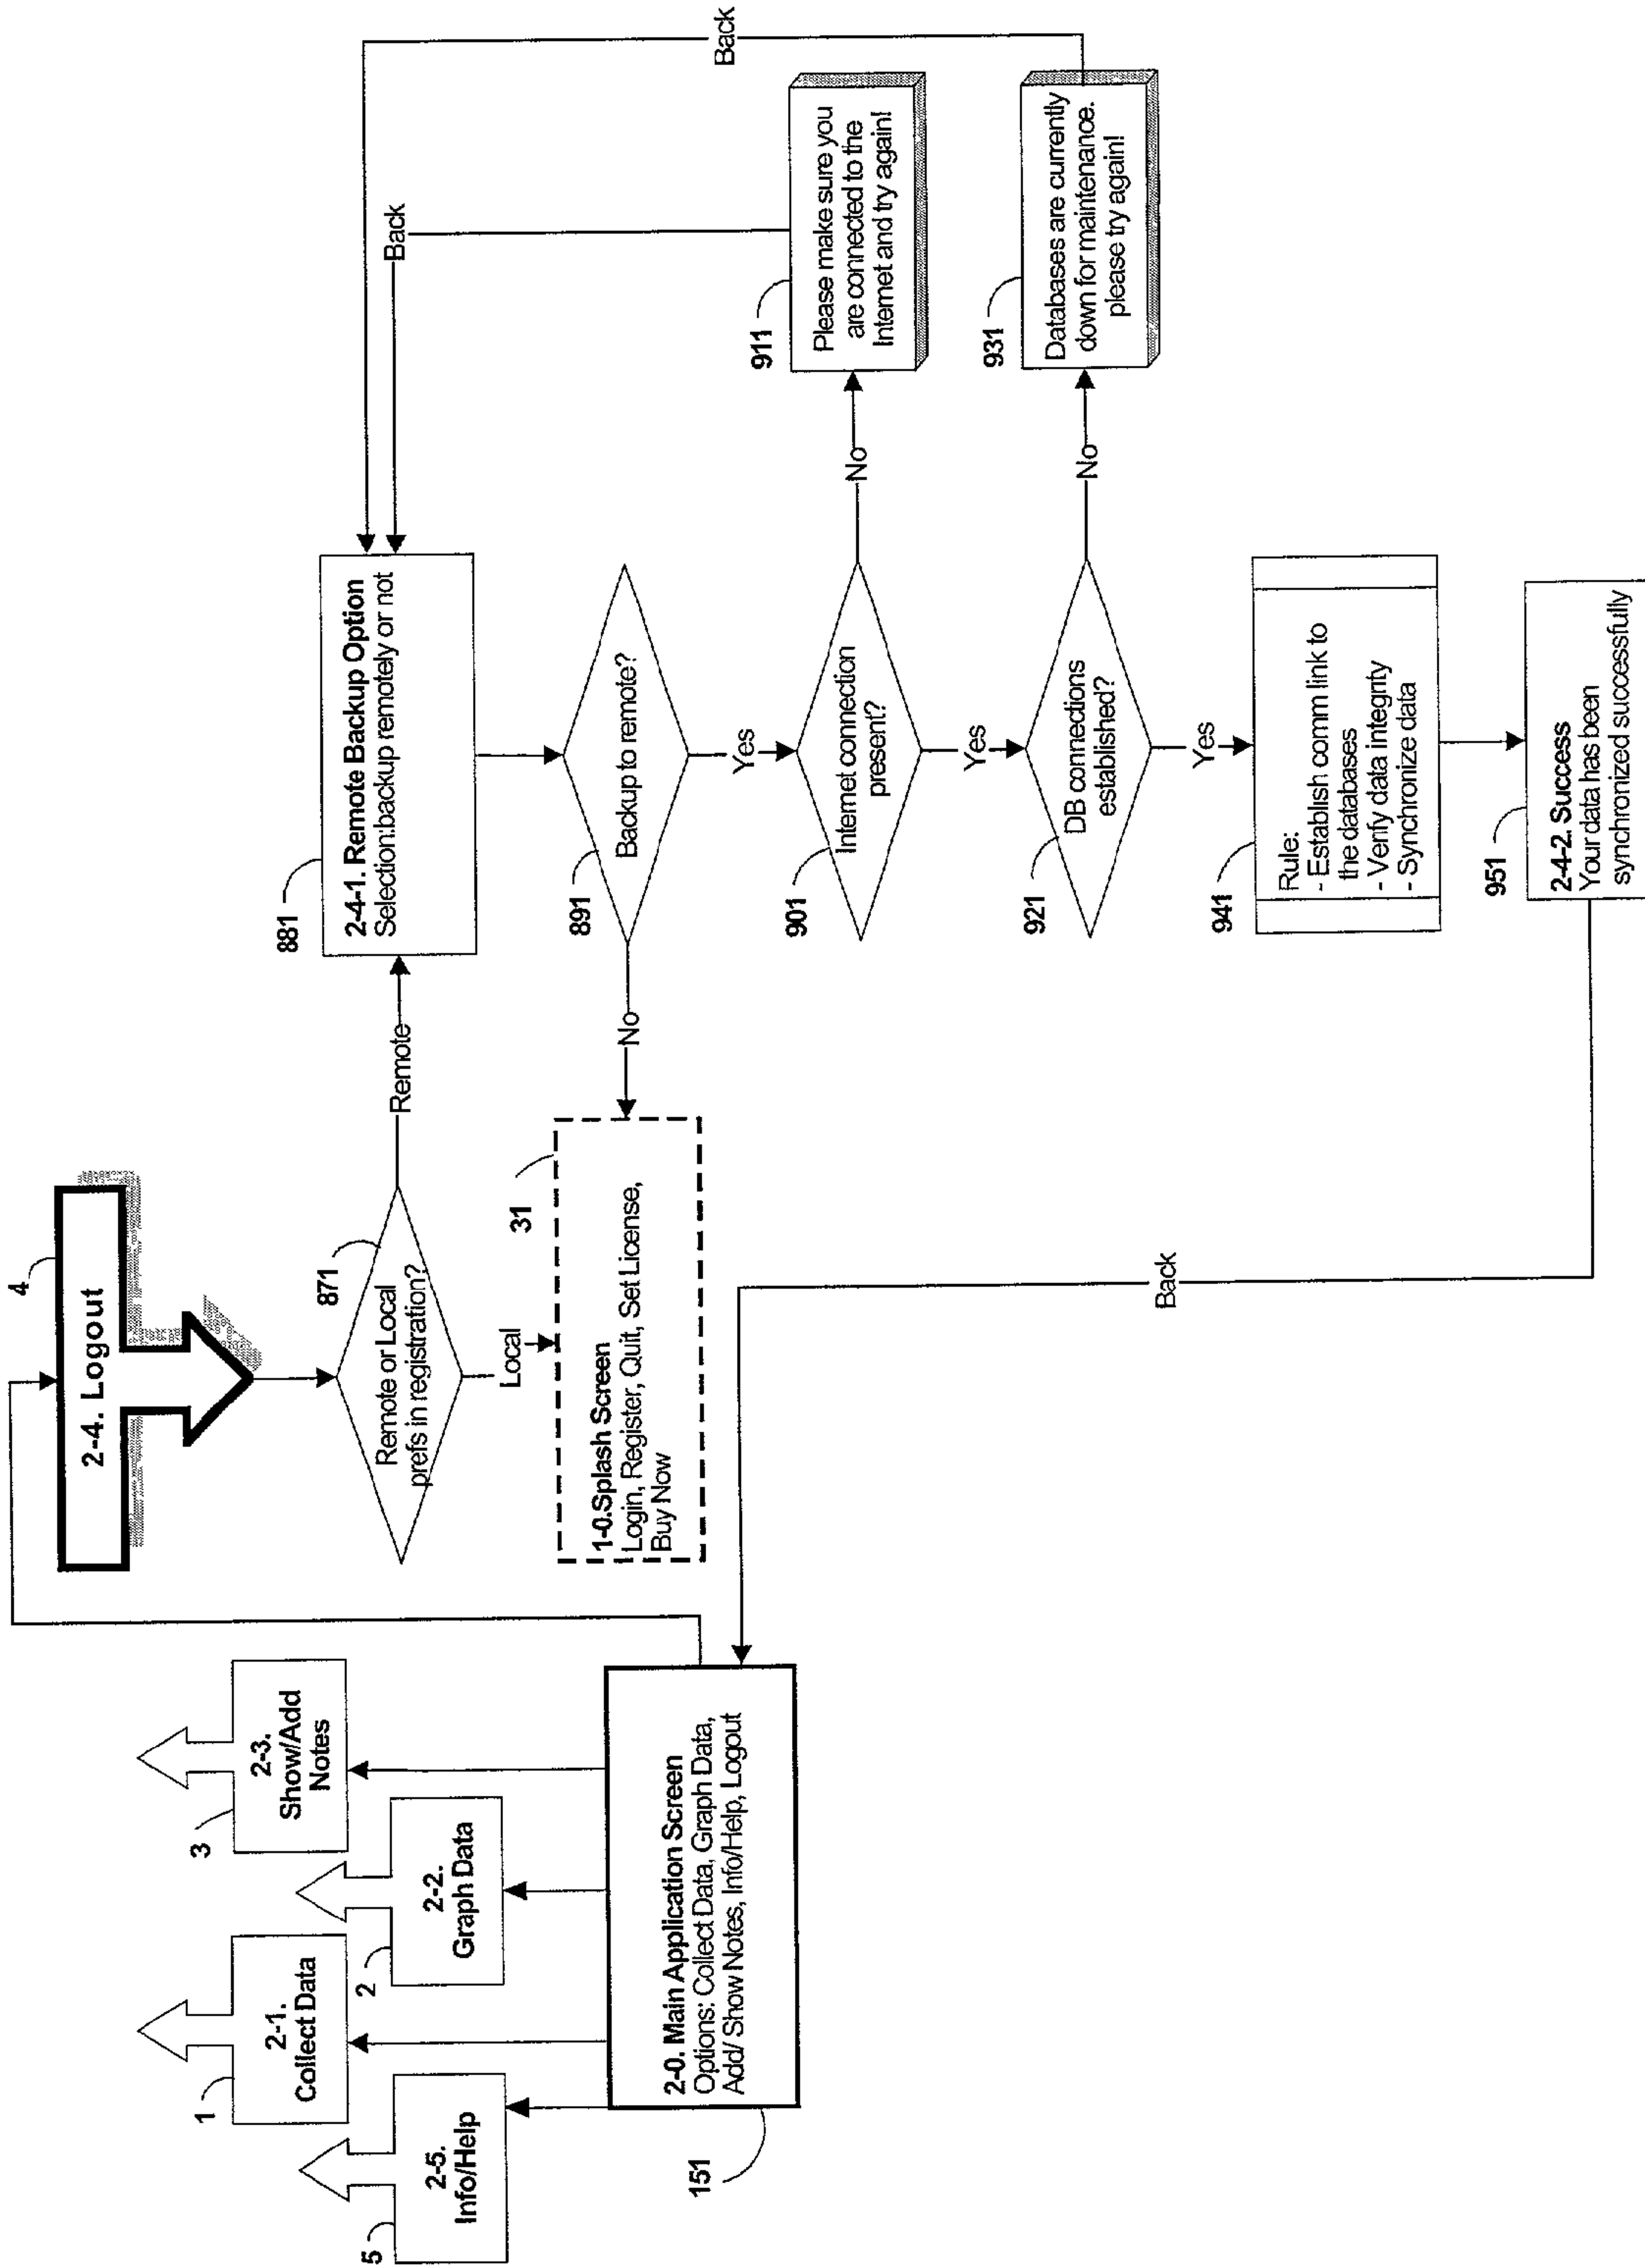 4
2-4. Logout
871
Remote or Local
prefs in registration?
Remote
Local
31
1-0.Splash Screen
Login, Register, Quit, Set License,
Buy Now
881
2-4-1. Remote Backup Option
Selection:backup remotely or not
Back
Back
891
Backup to remote?
No
Yes
901
Internet connection
present?
No
Yes
911
Please make sure you
are connected to the
Internet and try again!
921
DB connections
established?
No
Yes
931
Databases are currently
down for maintenance.
please try again!
941
Rule:
- Establish comm link to
the databases
- Verify data integrity
- Synchronize data
951
2-4-2. Success
Your data has been
synchronized successfully
Back
5
2-5.
Info/Help
1
2-1.
Collect Data
2
2-2.
Graph Data
3
2-3.
Show/Add
Notes
151
2-0. Main Application Screen
Options: Collect Data, Graph Data,
Add/ Show Notes, Info/Help, Logout